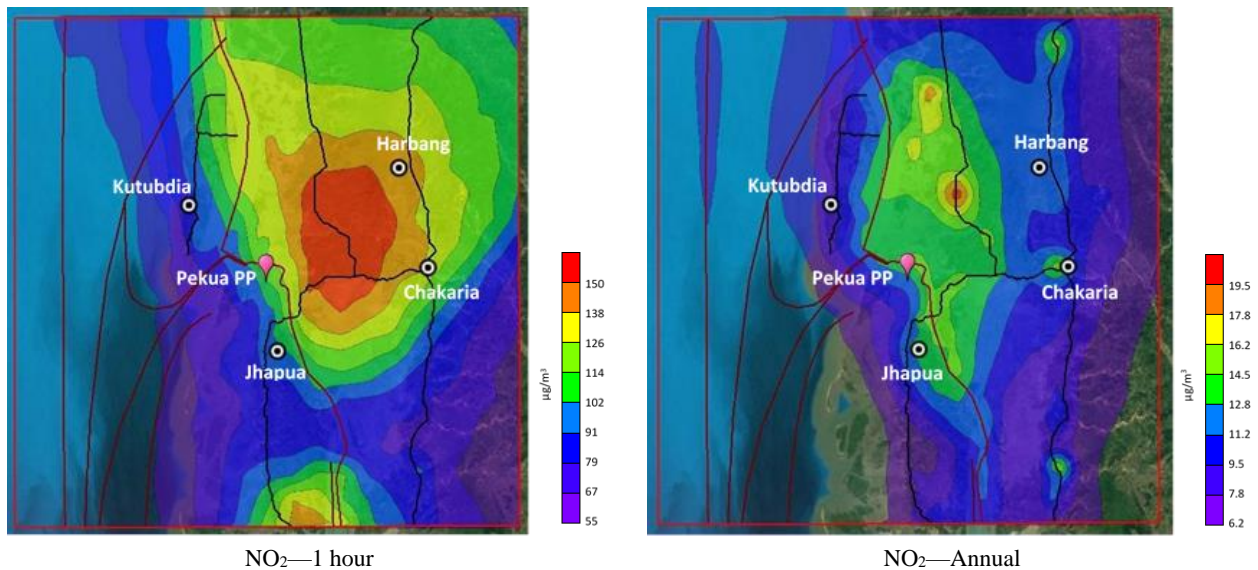 Harbang
Kutubdia
Pekua PP
Chakaria
Jhapua
µg/m³
150
138
126
114
102
91
79
67
55
NO₂—1 hour
Harbang
Kutubdia
Pekua PP
Chakaria
Jhapua
µg/m³
19.5
17.8
16.2
14.5
12.8
11.2
9.5
7.8
6.2
NO₂—Annual